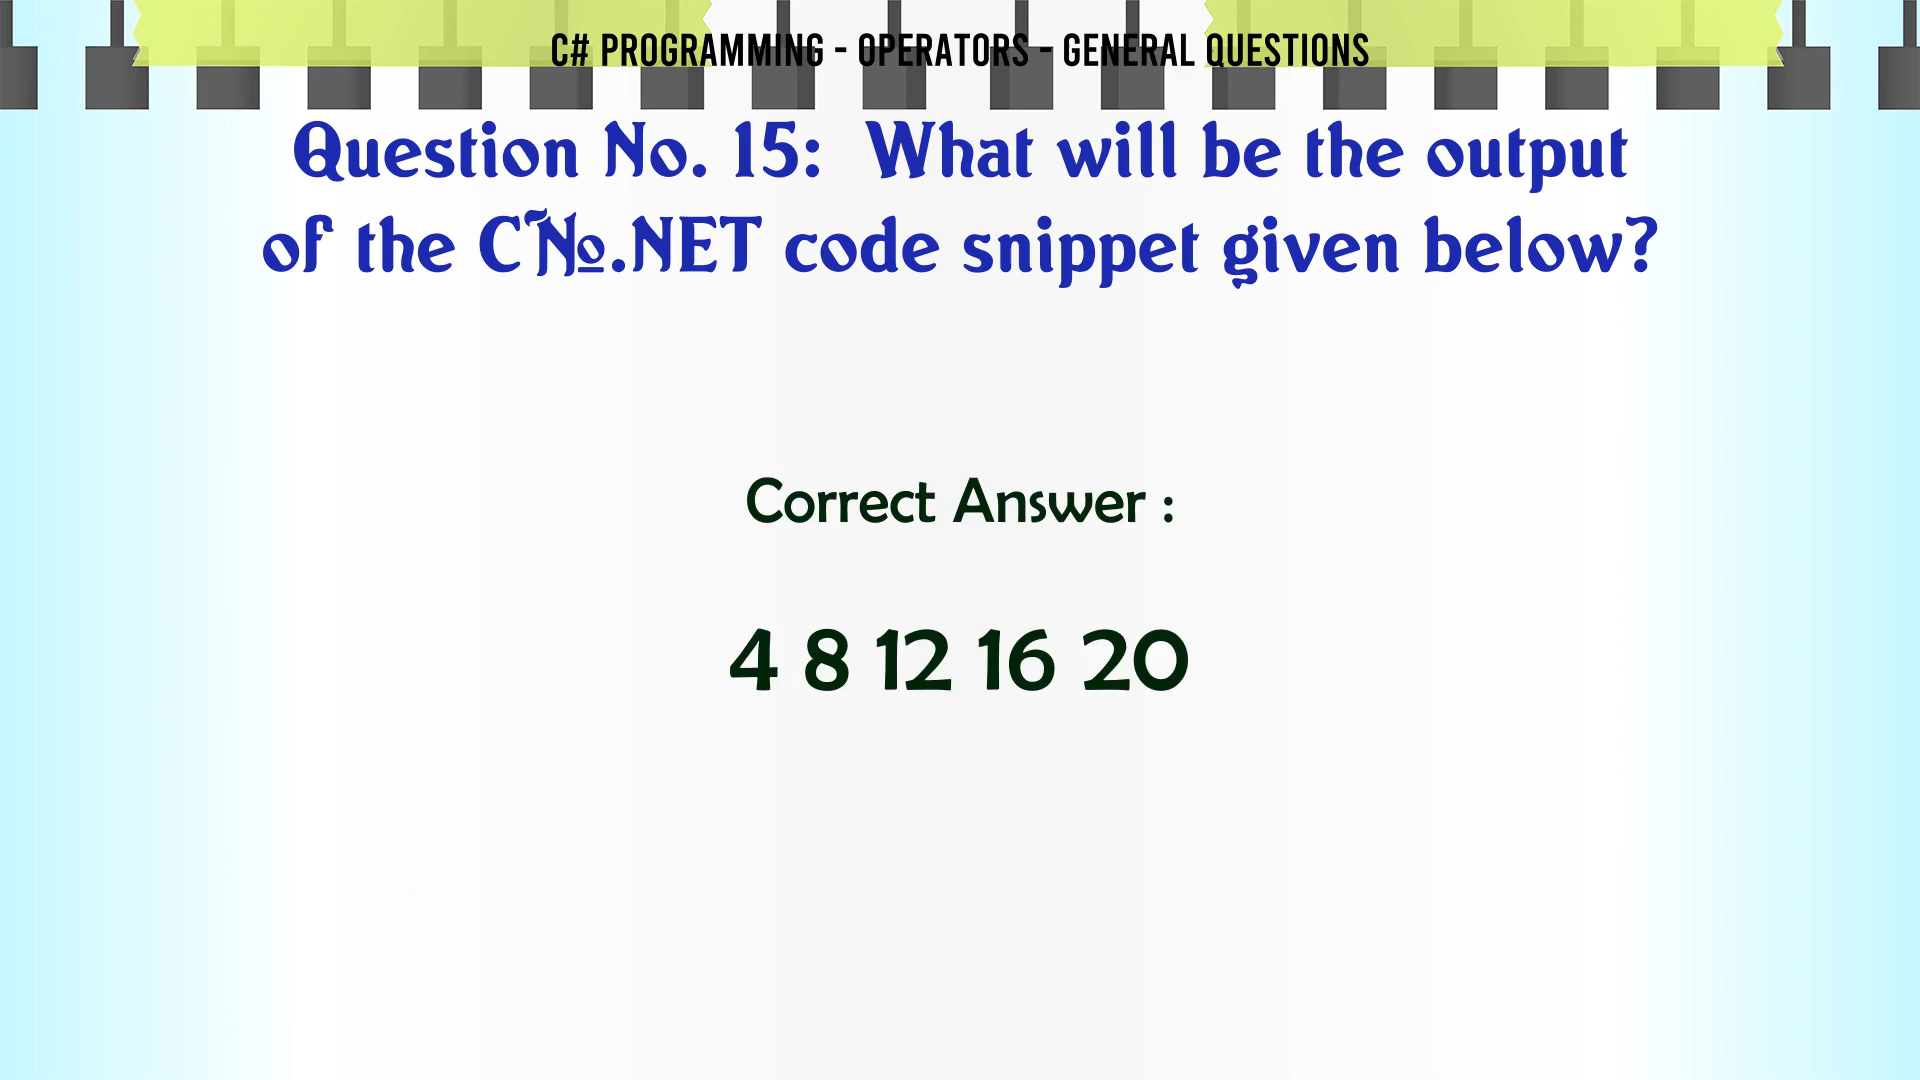 C# PROGRAMMING - OPERATORS - GENERAL QUESTIONS
Question No. 15:  What will be the output
of the C Ñº.NET code snippet given below?
Correct Answer :
4 8 12 16 20